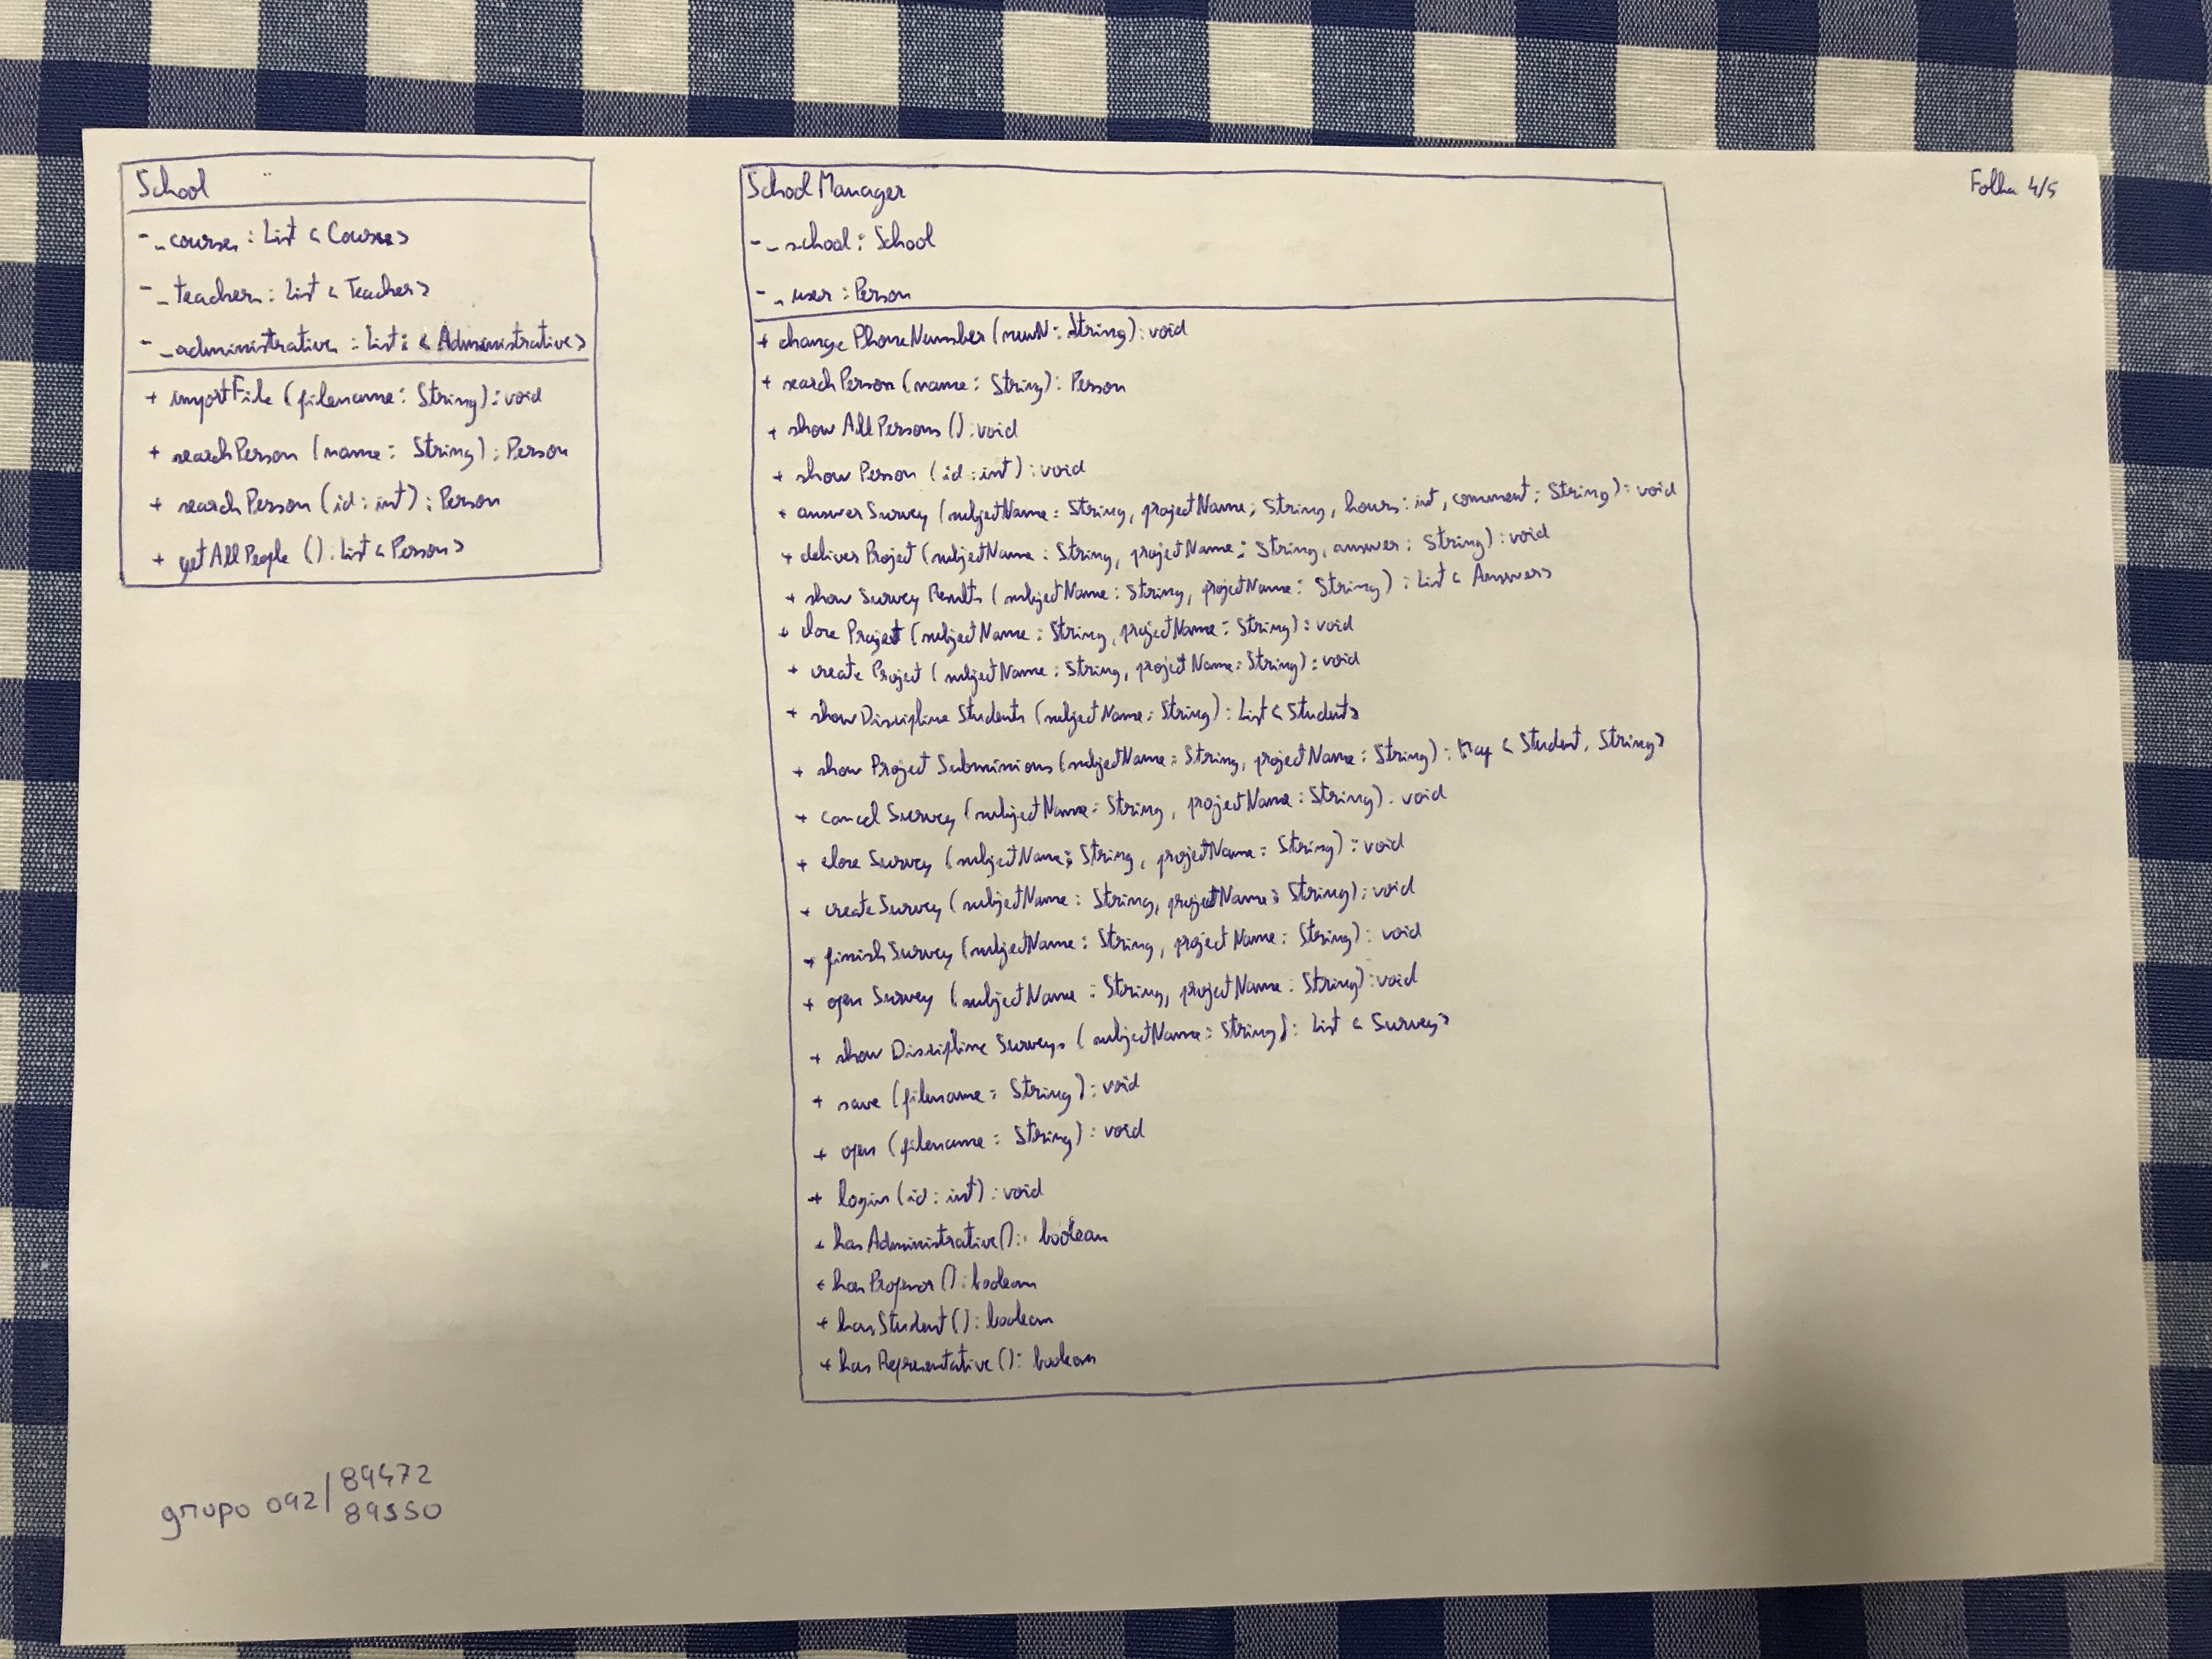 School
- _courses : List < Course >
- _teachers : List < Teacher >
- _administratives : List < Administrative >
+ importFile (filename : String) : void
+ searchPerson (name : String) : Person
+ searchPerson (id : int) : Person
+ getAllPeople () : List < Person >
School Manager
- _school : School
- _user : Person
+ changePhoneNumber (newN : String) : void
+ searchPerson (name : String) : Person
+ showAllPersons () : void
+ showPerson (id : int) : void
+ answerSurvey (subjectName : String, projectName : String, hours : int, comment : String) : void
+ deliverProject (subjectName : String, projectName : String, answer : String) : void
+ showSurveyResults (subjectName : String, projectName : String) : List < Answer >
+ closeProject (subjectName : String, projectName : String) : void
+ createProject (subjectName : String, projectName : String) : void
+ showDisciplineStudents (subjectName : String) : List < Student >
+ showProjectSubmissions (subjectName : String, projectName : String) : Map < Student, String >
+ cancelSurvey (subjectName : String, projectName : String) : void
+ closeSurvey (subjectName : String, projectName : String) : void
+ createSurvey (subjectName : String, projectName : String) : void
+ finishSurvey (subjectName : String, projectName : String) : void
+ openSurvey (subjectName : String, projectName : String) : void
+ showDisciplineSurveys (subjectName : String) : List < Survey >
+ save (filename : String) : void
+ open (filename : String) : void
+ login (id : int) : void
+ hasAdministrative () : boolean
+ hasProfessor () : boolean
+ hasStudent () : boolean
+ hasRepresentative () : boolean
Folha 4/5
grupo 092 / 89472
89550